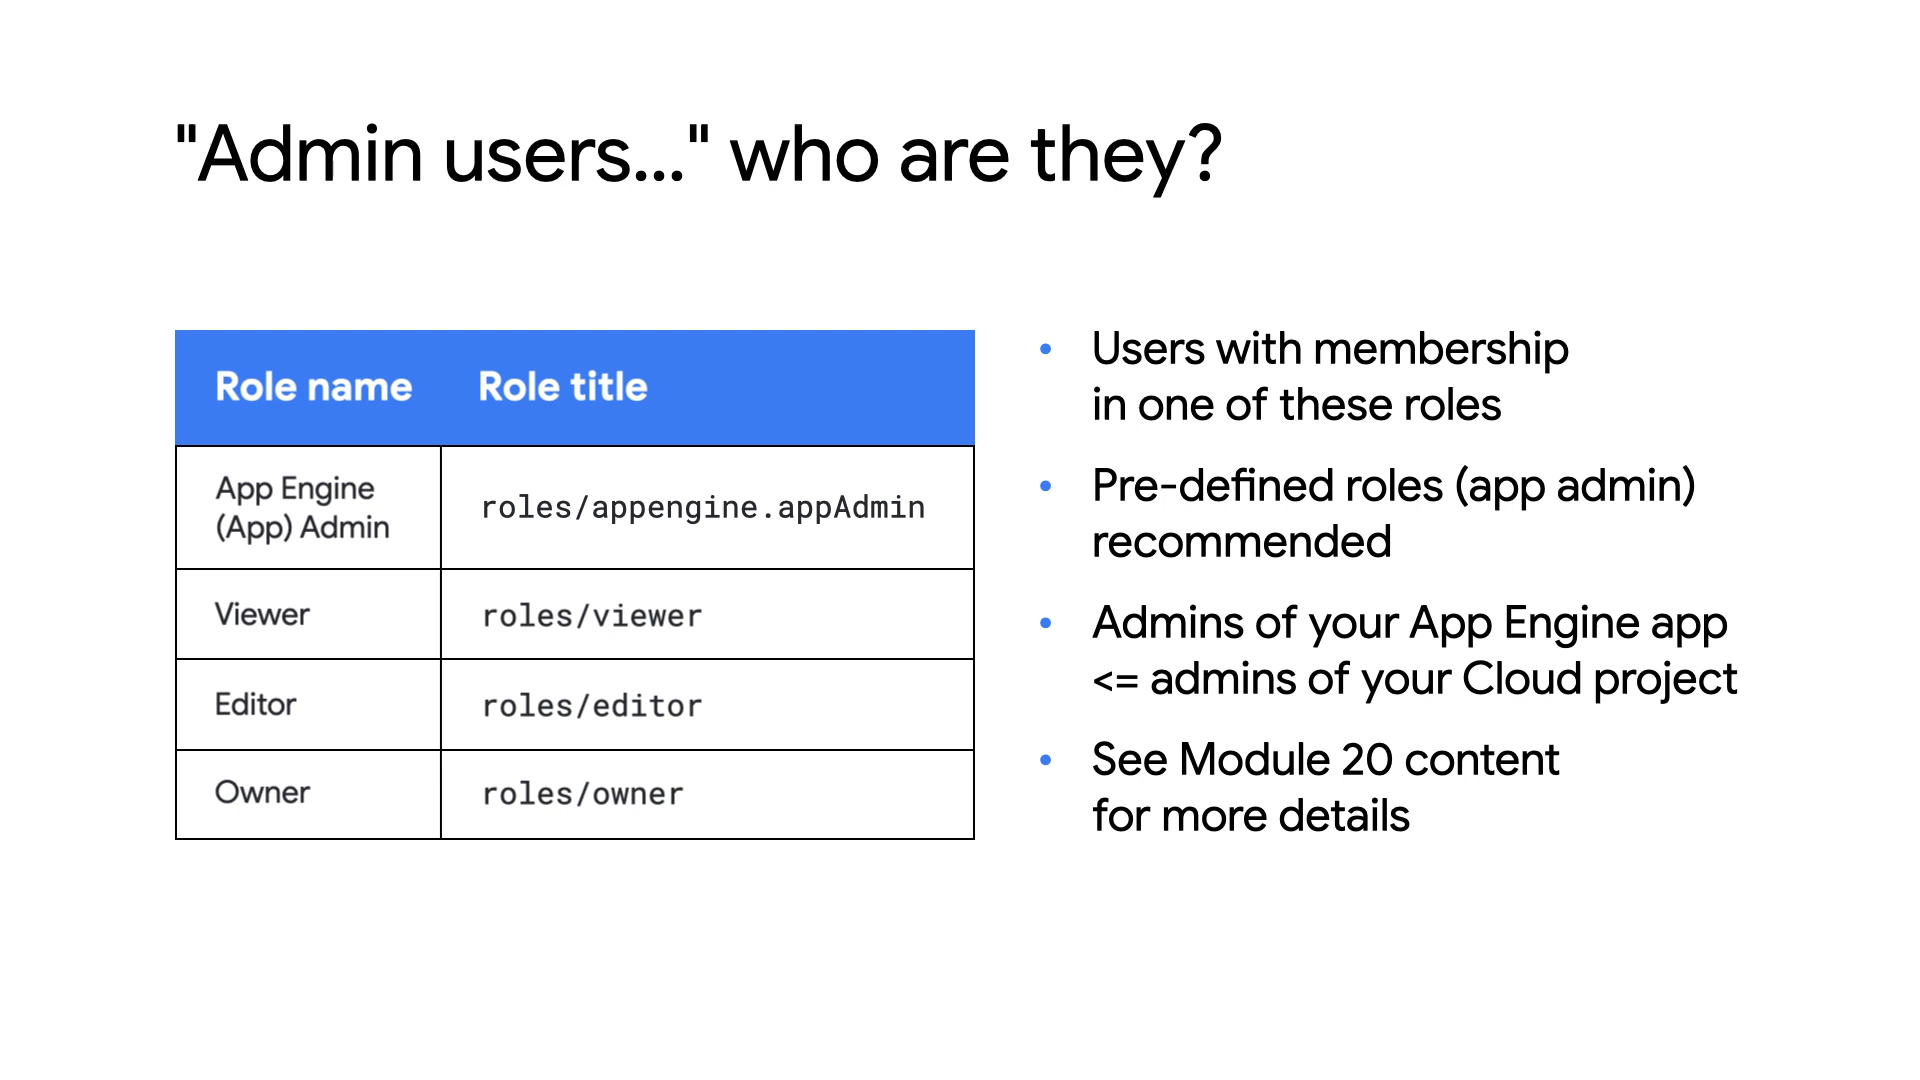 "Admin users..." who are they?
Role name Role title
App Engine
(App) Admin
roles/appengine.appAdmin
Viewer roles/viewer
Editor roles/editor
Owner roles/owner
• Users with membership
in one of these roles
• Pre-defined roles (app admin)
recommended
• Admins of your App Engine app
<= admins of your Cloud project
• See Module 20 content
for more details